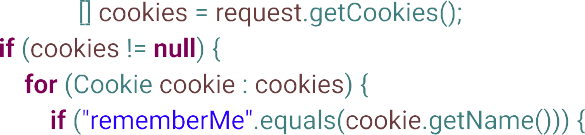 [] cookies = request.getCookies();
if (cookies != null) {
for (Cookie cookie : cookies) {
if ("rememberMe".equals(cookie.getName())) {